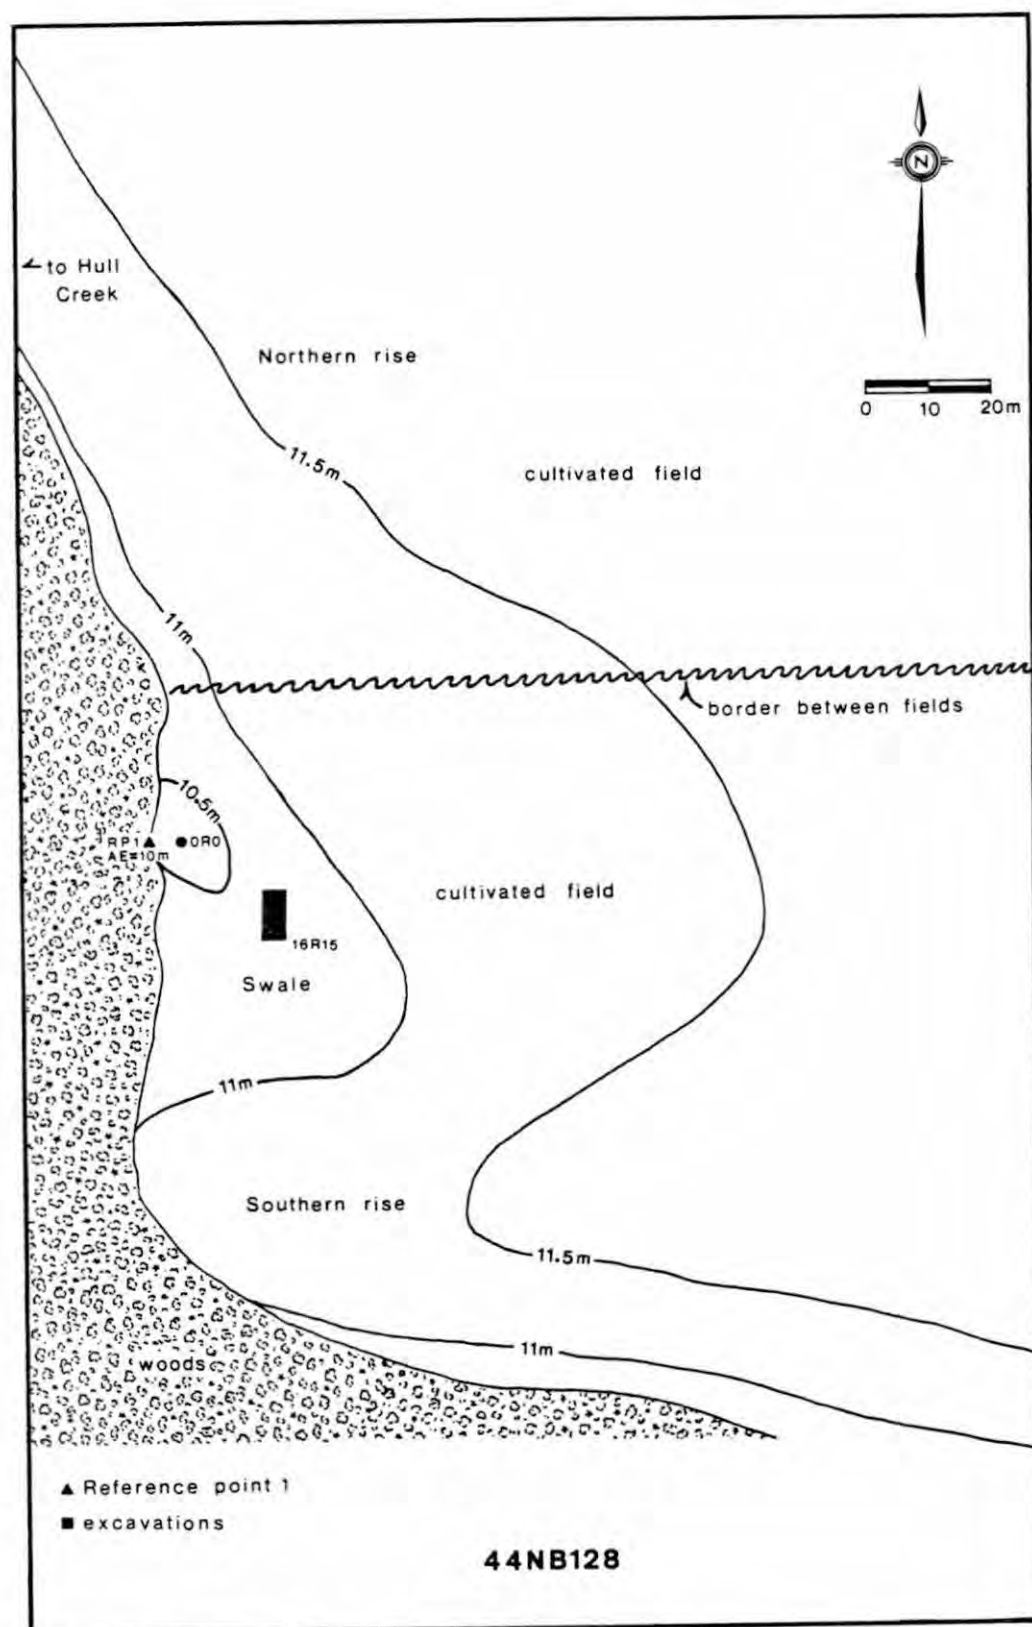 N
to Hull
Creek
Northern rise
0 10 20m
11.5m
cultivated field
11m
border between fields
10.5m
RP1
AE=10m
0R0
cultivated field
16R15
Swale
11m
Southern rise
11.5m
11m
woods
Reference point 1
excavations
44NB128